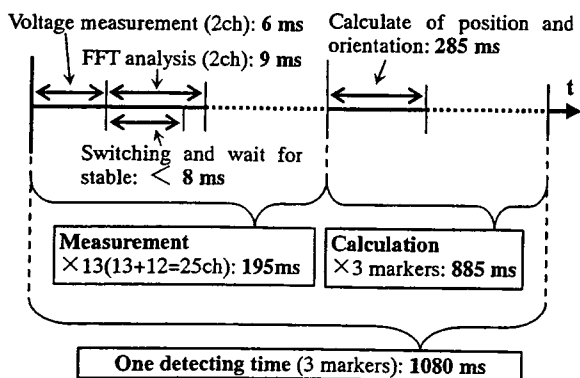 Voltage measurement (2ch): 6 ms
FFT analysis (2ch): 9 ms
Calculate of position and
orientation: 285 ms
t
Switching and wait for
stable: < 8 ms
Measurement
×13(13+12=25ch): 195ms
Calculation
×3 markers: 885 ms
One detecting time (3 markers): 1080 ms